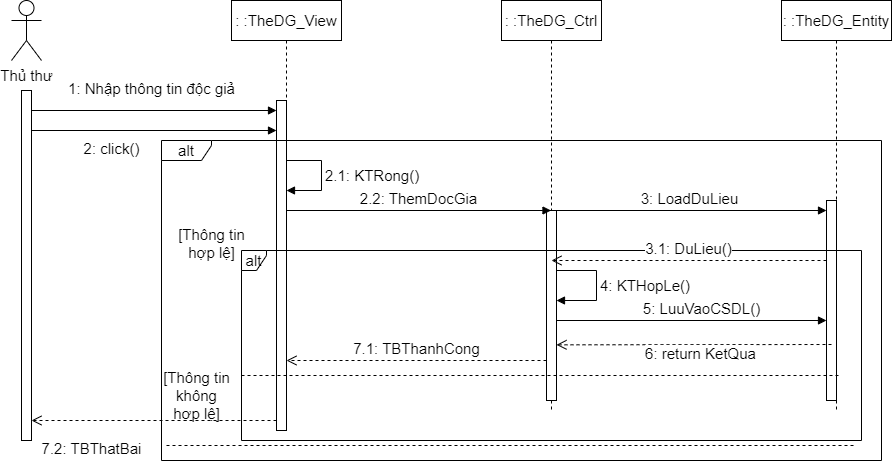 : :TheDG_View
: :TheDG_Ctrl
: :TheDG_Entity
Thủ thư
1: Nhập thông tin độc giả
2: click()
alt
2.1: KTRong()
2.2: ThemDocGia
3: LoadDuLieu
[Thông tin
hợp lệ]
alt
3.1: DuLieu()
4: KTHopLe()
5: LuuVaoCSDL()
7.1: TBThanhCong
6: return KetQua
[Thông tin
không
hợp lệ]
7.2: TBThatBai